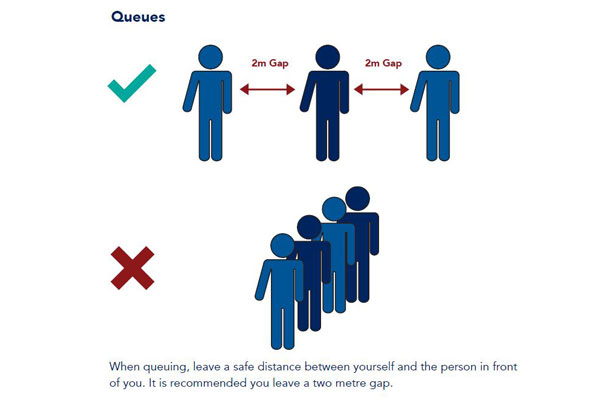 Queues
2m Gap
2m Gap
When queuing, leave a safe distance between yourself and the person in front
of you. It is recommended you leave a two metre gap.